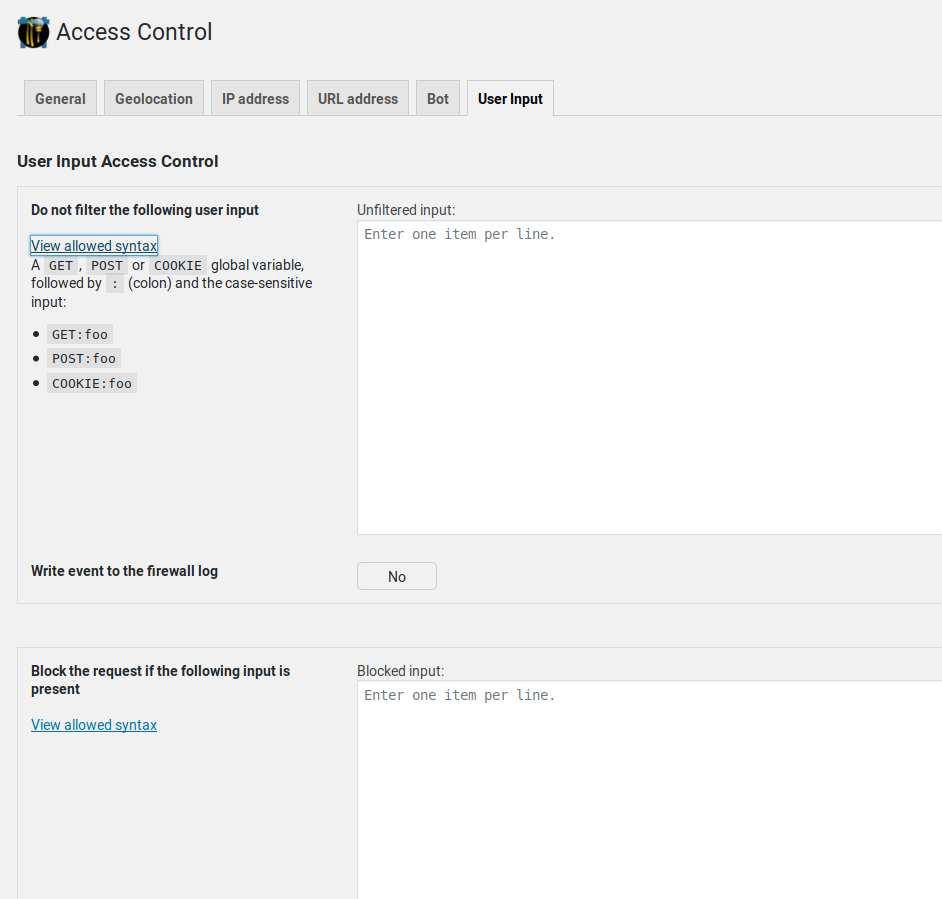 Access Control
General
Geolocation
IP address
URL address
Bot
User Input
User Input Access Control
Do not filter the following user input
View allowed syntax
A GET, POST or COOKIE global variable,
followed by : (colon) and the case-sensitive
input:
GET:foo
POST:foo
COOKIE:foo
Unfiltered input:
Enter one item per line.
Write event to the firewall log
No
Block the request if the following input is
present
View allowed syntax
Blocked input:
Enter one item per line.